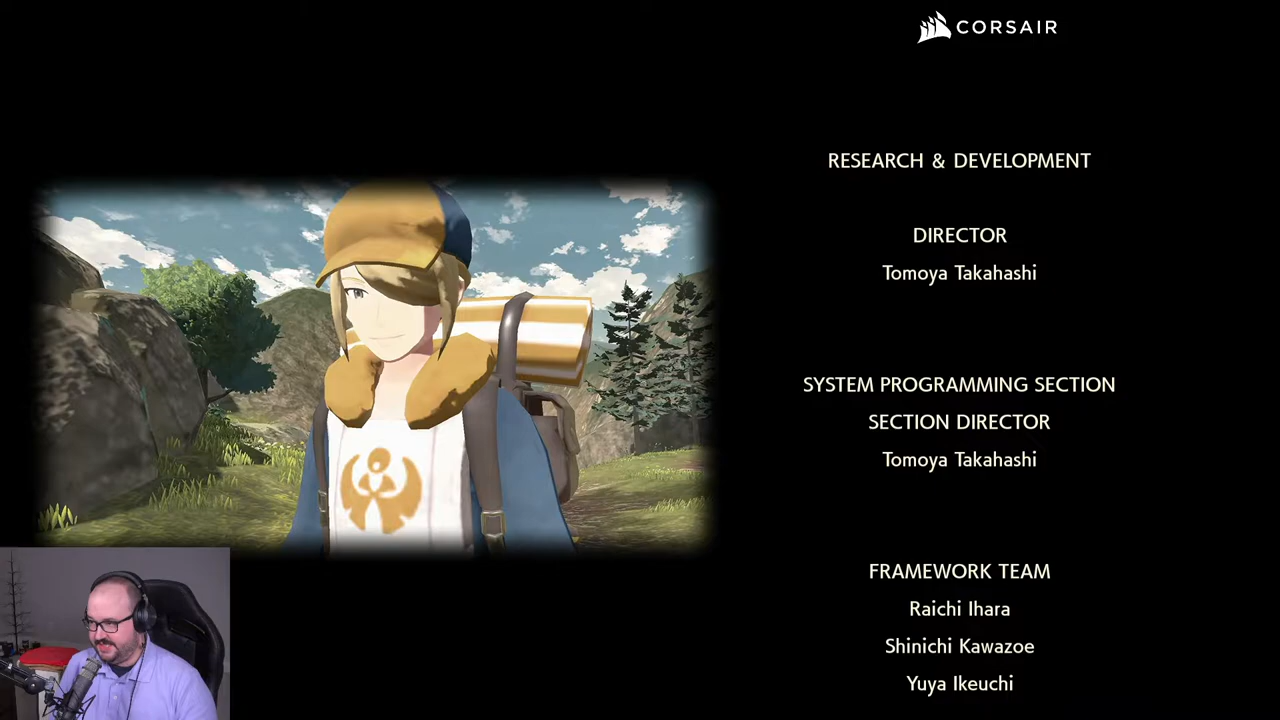 CORSAIR
RESEARCH & DEVELOPMENT
DIRECTOR
Tomoya Takahashi
SYSTEM PROGRAMMING SECTION
SECTION DIRECTOR
Tomoya Takahashi
FRAMEWORK TEAM
Raichi Ihara
Shinichi Kawazoe
Yuya Ikeuchi